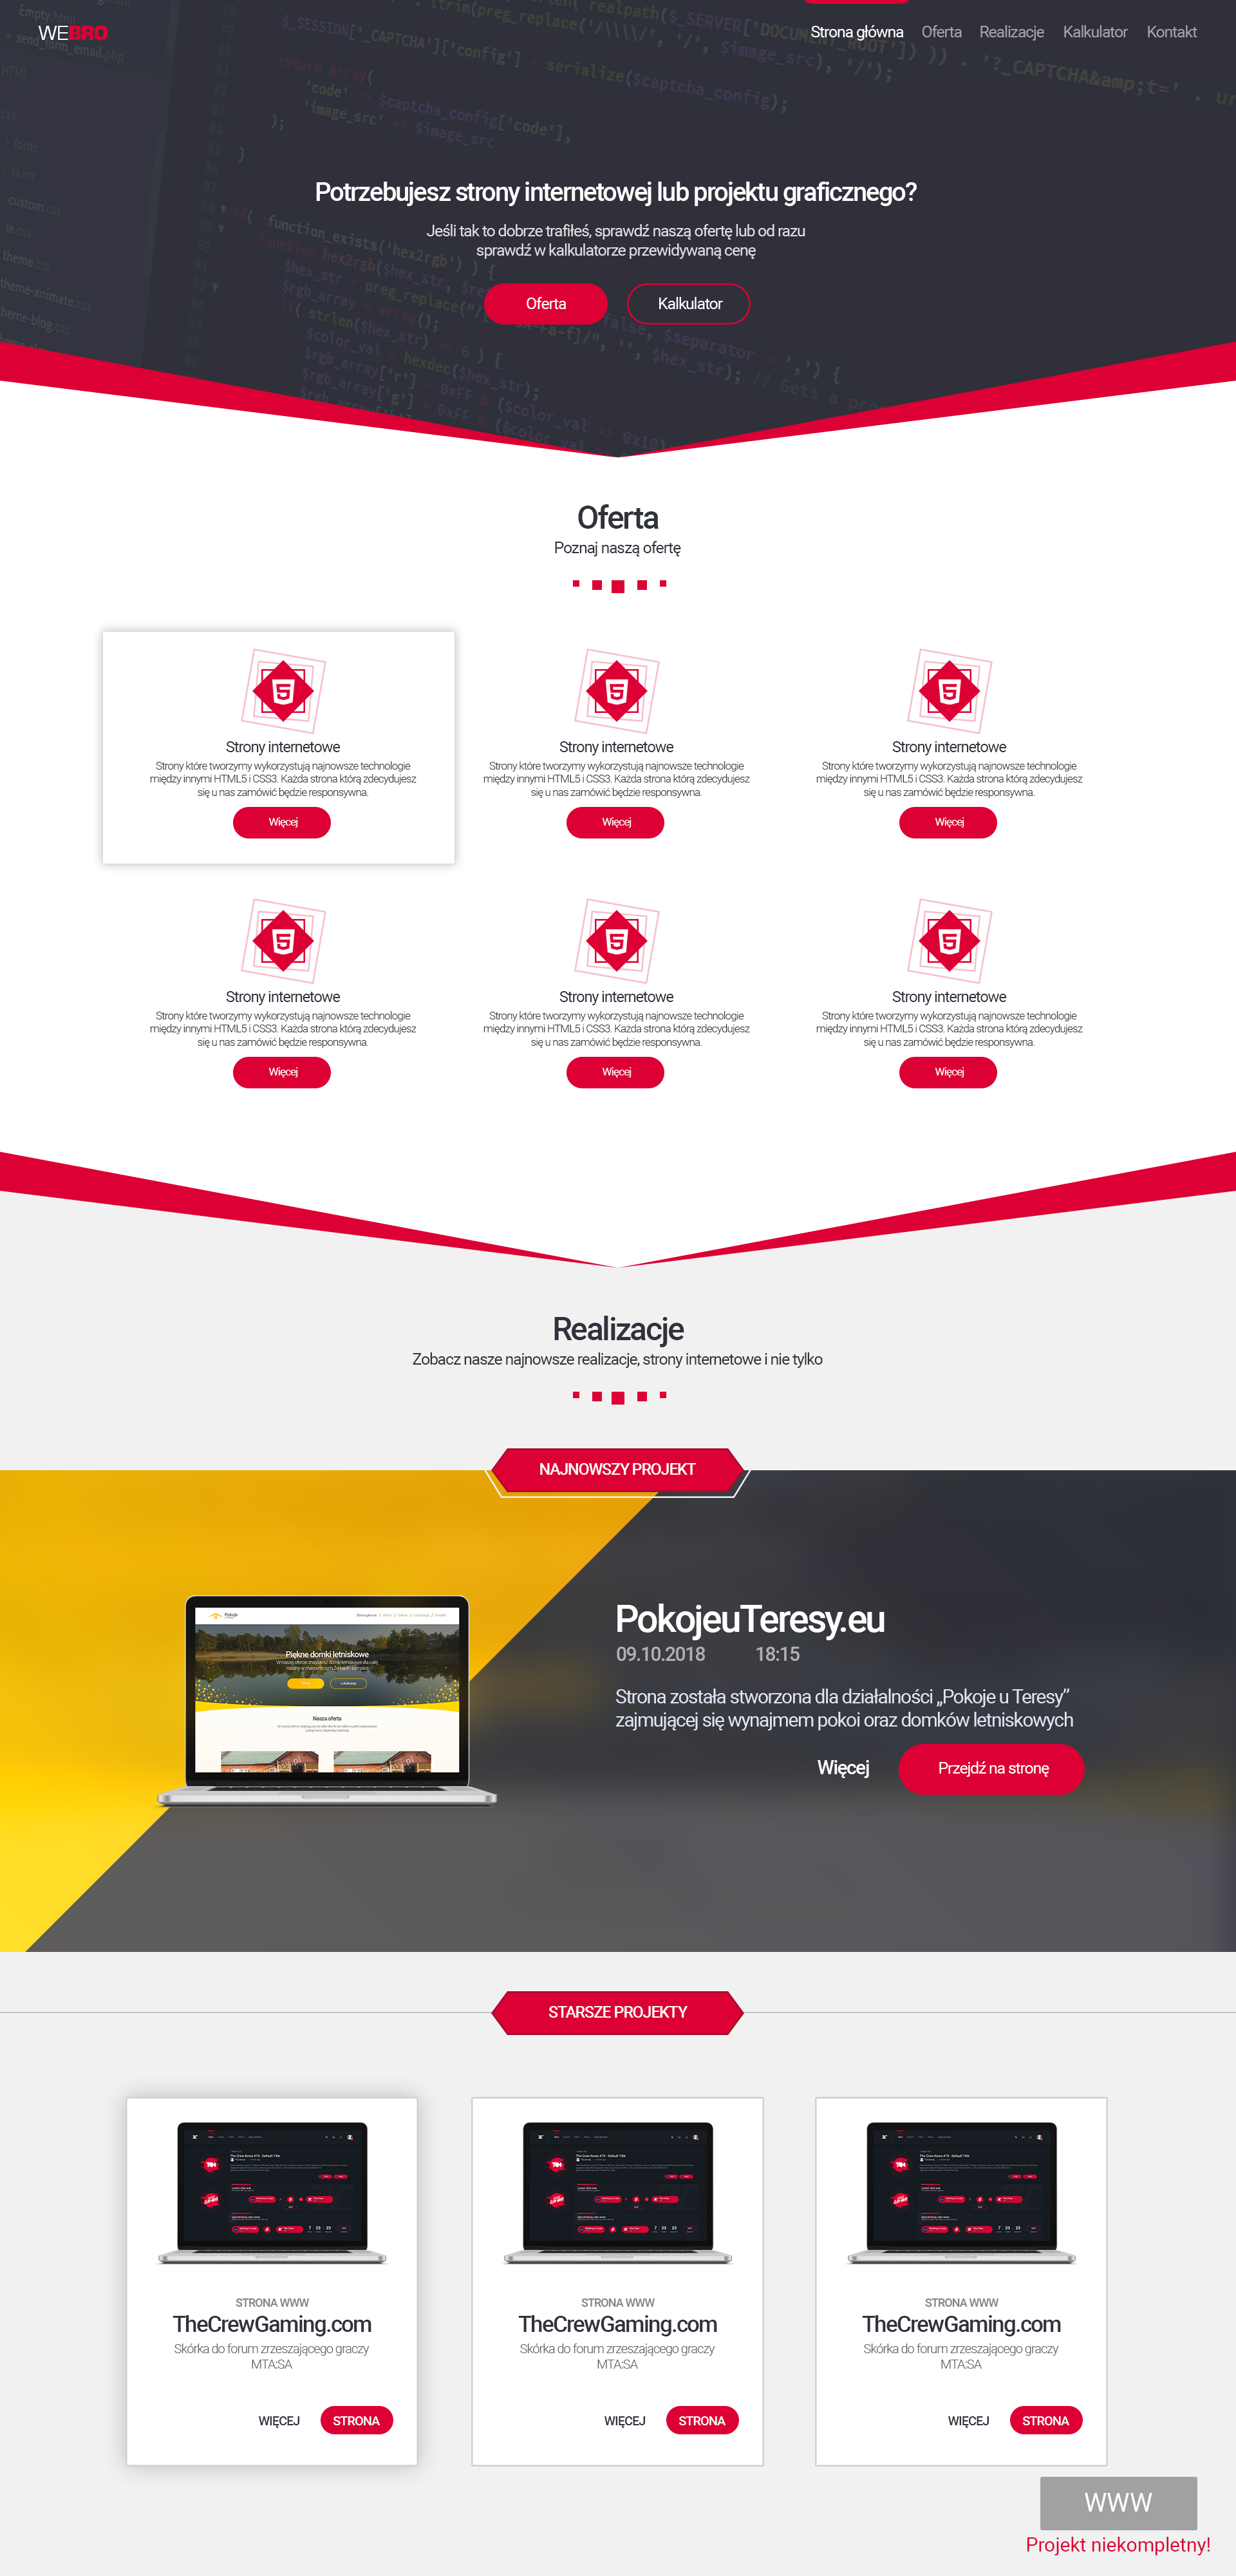 WEBRO
Strona główna
Oferta
Realizacje
Kalkulator
Kontakt
Potrzebujesz strony internetowej lub projektu graficznego?
Jeśli tak to dobrze trafiłeś, sprawdź naszą ofertę lub od razu
sprawdź w kalkulatorze przewidywaną cenę
Oferta
Kalkulator
Oferta
Poznaj naszą ofertę
Strony internetowe
Strony które tworzymy wykorzystują najnowsze technologie
między innymi HTML5 i CSS3. Każda strona którą zdecydujesz
się u nas zamówić będzie responsywna.
Więcej
Strony internetowe
Strony które tworzymy wykorzystują najnowsze technologie
między innymi HTML5 i CSS3. Każda strona którą zdecydujesz
się u nas zamówić będzie responsywna.
Więcej
Strony internetowe
Strony które tworzymy wykorzystują najnowsze technologie
między innymi HTML5 i CSS3. Każda strona którą zdecydujesz
się u nas zamówić będzie responsywna.
Więcej
Strony internetowe
Strony które tworzymy wykorzystują najnowsze technologie
między innymi HTML5 i CSS3. Każda strona którą zdecydujesz
się u nas zamówić będzie responsywna.
Więcej
Strony internetowe
Strony które tworzymy wykorzystują najnowsze technologie
między innymi HTML5 i CSS3. Każda strona którą zdecydujesz
się u nas zamówić będzie responsywna.
Więcej
Strony internetowe
Strony które tworzymy wykorzystują najnowsze technologie
między innymi HTML5 i CSS3. Każda strona którą zdecydujesz
się u nas zamówić będzie responsywna.
Więcej
Realizacje
Zobacz nasze najnowsze realizacje, strony internetowe i nie tylko
NAJNOWSZY PROJEKT
Piękne domki letniskowe
Nasza oferta
PokojeuTeresy.eu
09.10.2018 18:15
Strona została stworzona dla działalności „Pokoje u Teresy”
zajmującej się wynajmem pokoi oraz domków letniskowych
Więcej
Przejdź na stronę
STARSZE PROJEKTY
STRONA WWW
TheCrewGaming.com
Skórka do forum zrzeszającego graczy
MTA:SA
WIĘCEJ
STRONA
STRONA WWW
TheCrewGaming.com
Skórka do forum zrzeszającego graczy
MTA:SA
WIĘCEJ
STRONA
STRONA WWW
TheCrewGaming.com
Skórka do forum zrzeszającego graczy
MTA:SA
WIĘCEJ
STRONA
WWW
Projekt niekompletny!